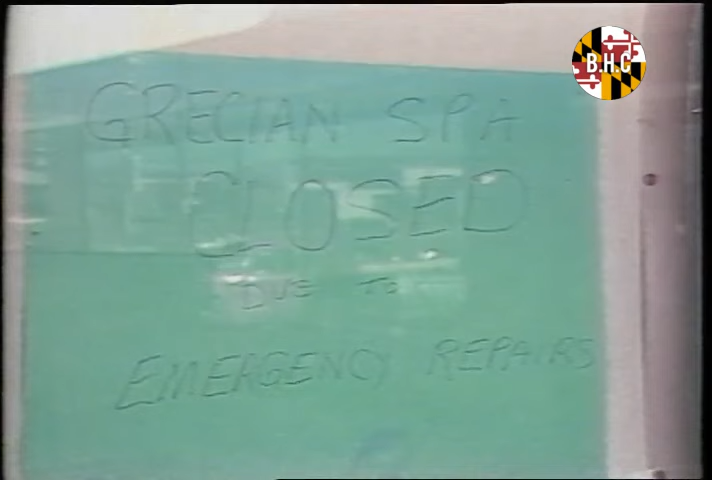 B.H.C
GRECIAN SPA
CLOSED
DUE TO
EMERGENCY REPAIRS